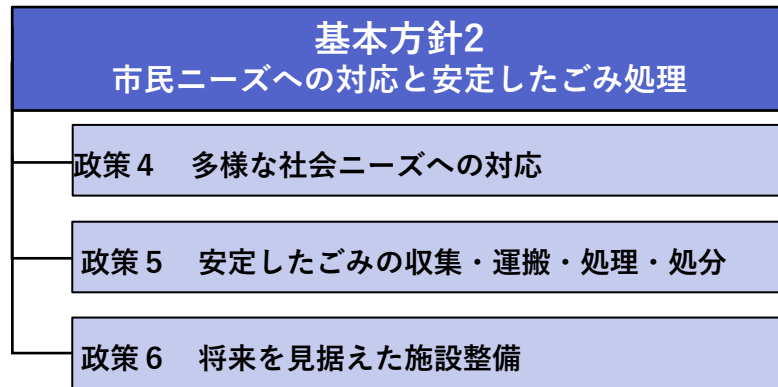 基本方針2
市民ニーズへの対応と安定したごみ処理
政策４　多様な社会ニーズへの対応
政策５　安定したごみの収集・運搬・処理・処分
政策６　将来を見据えた施設整備